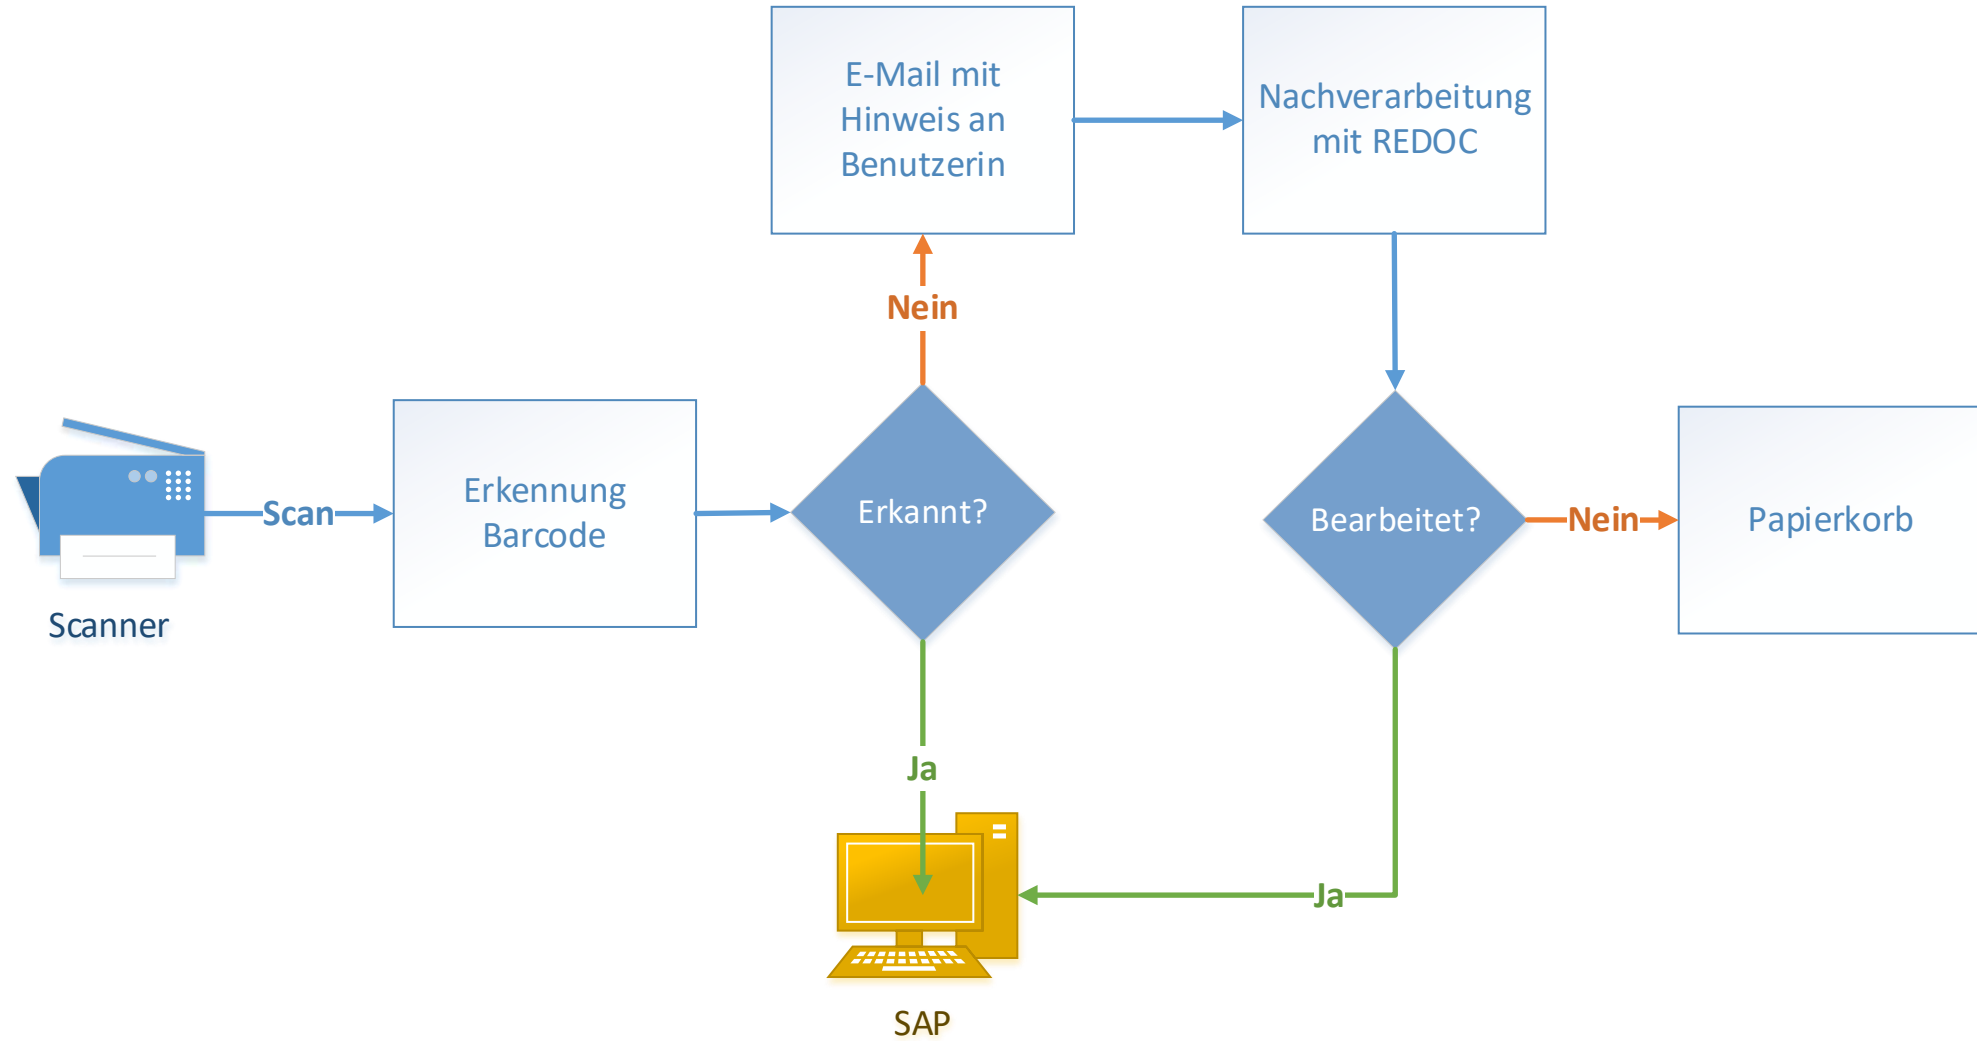 E-Mail mit
Hinweis an
Benutzerin
Nachverarbeitung
mit REDOC
Nein
Scan
Erkennung
Barcode
Erkannt?
Bearbeitet?
Nein
Papierkorb
Scanner
Ja
Ja
SAP